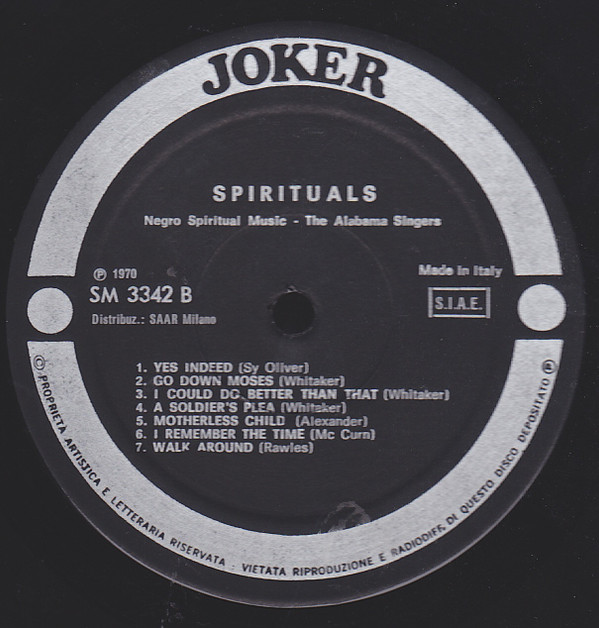 JOKER
SPIRITUALS
Negro Spiritual Music - The Alabama Singers
Ⓟ 1970
Made in Italy
SM 3342 B
S.I.A.E.
Distribuz.: SAAR Milano
1. YES INDEED (Sy Oliver)
2. GO DOWN MOSES (Whitaker)
3. I COULD DO BETTER THAN THAT (Whitaker)
4. A SOLDIER'S PLEA (Whitaker)
5. MOTHERLESS CHILD (Alexander)
6. I REMEMBER THE TIME (Mc Curn)
7. WALK AROUND (Rawles)
© PROPRIETA ARTISTICA E LETTERARIA RISERVATA - VIETATA RIPRODUZIONE E RADIODIFF. DI QUESTO DISCO DEPOSITATO ®